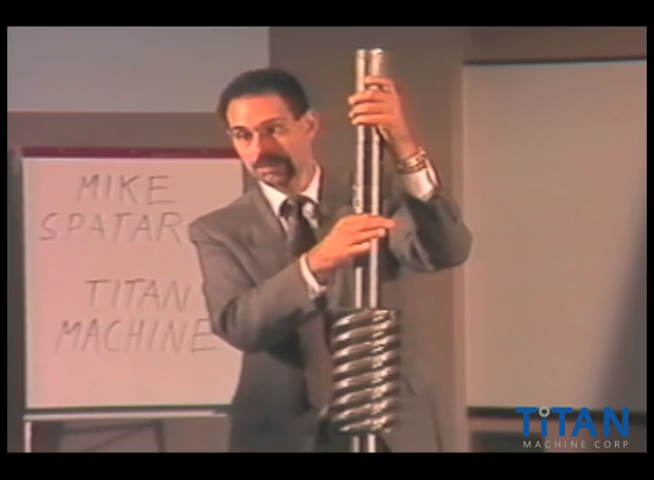 MIKE
SPATAR
TITAN
MACHINE
TiTAN
MACHINE CORP